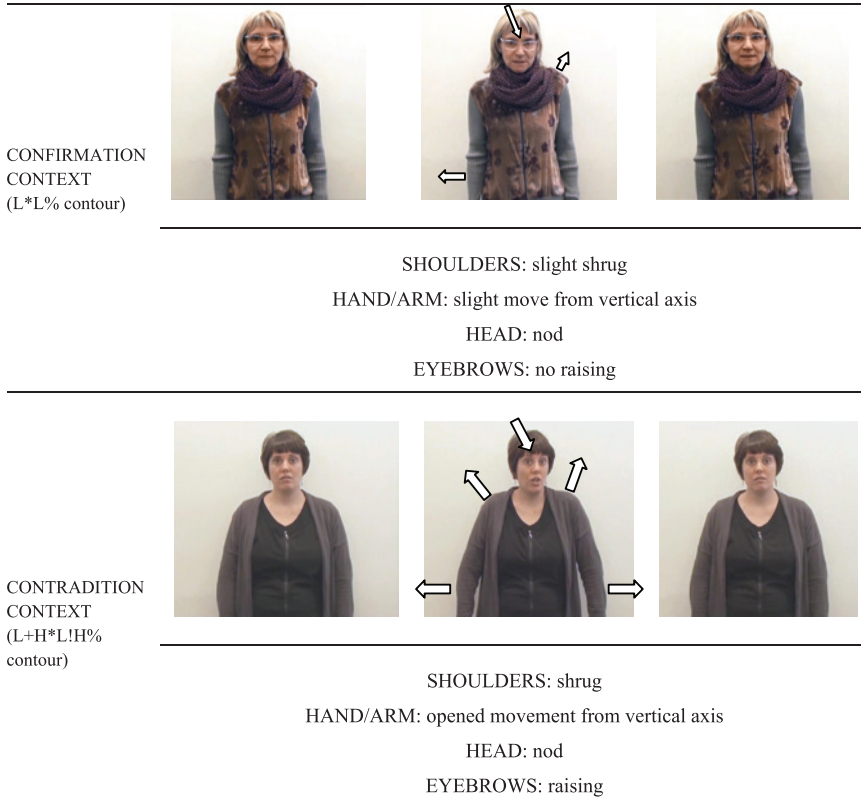 CONFIRMATION
CONTEXT
(L*L% contour)
SHOULDERS: slight shrug
HAND/ARM: slight move from vertical axis
HEAD: nod
EYEBROWS: no raising
CONTRADITION
CONTEXT
(L+H*L!H%
contour)
SHOULDERS: shrug
HAND/ARM: opened movement from vertical axis
HEAD: nod
EYEBROWS: raising